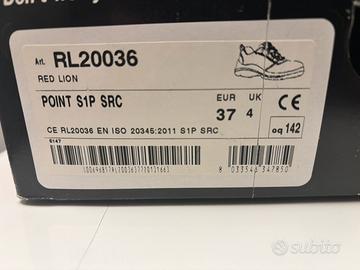 Art. RL20036
RED LION
POINT S1P SRC
EUR UK
37 4
CE
oq 142
CE RL20036 EN ISO 20345:2011 S1P SRC
6147
8 033546 347850
subito